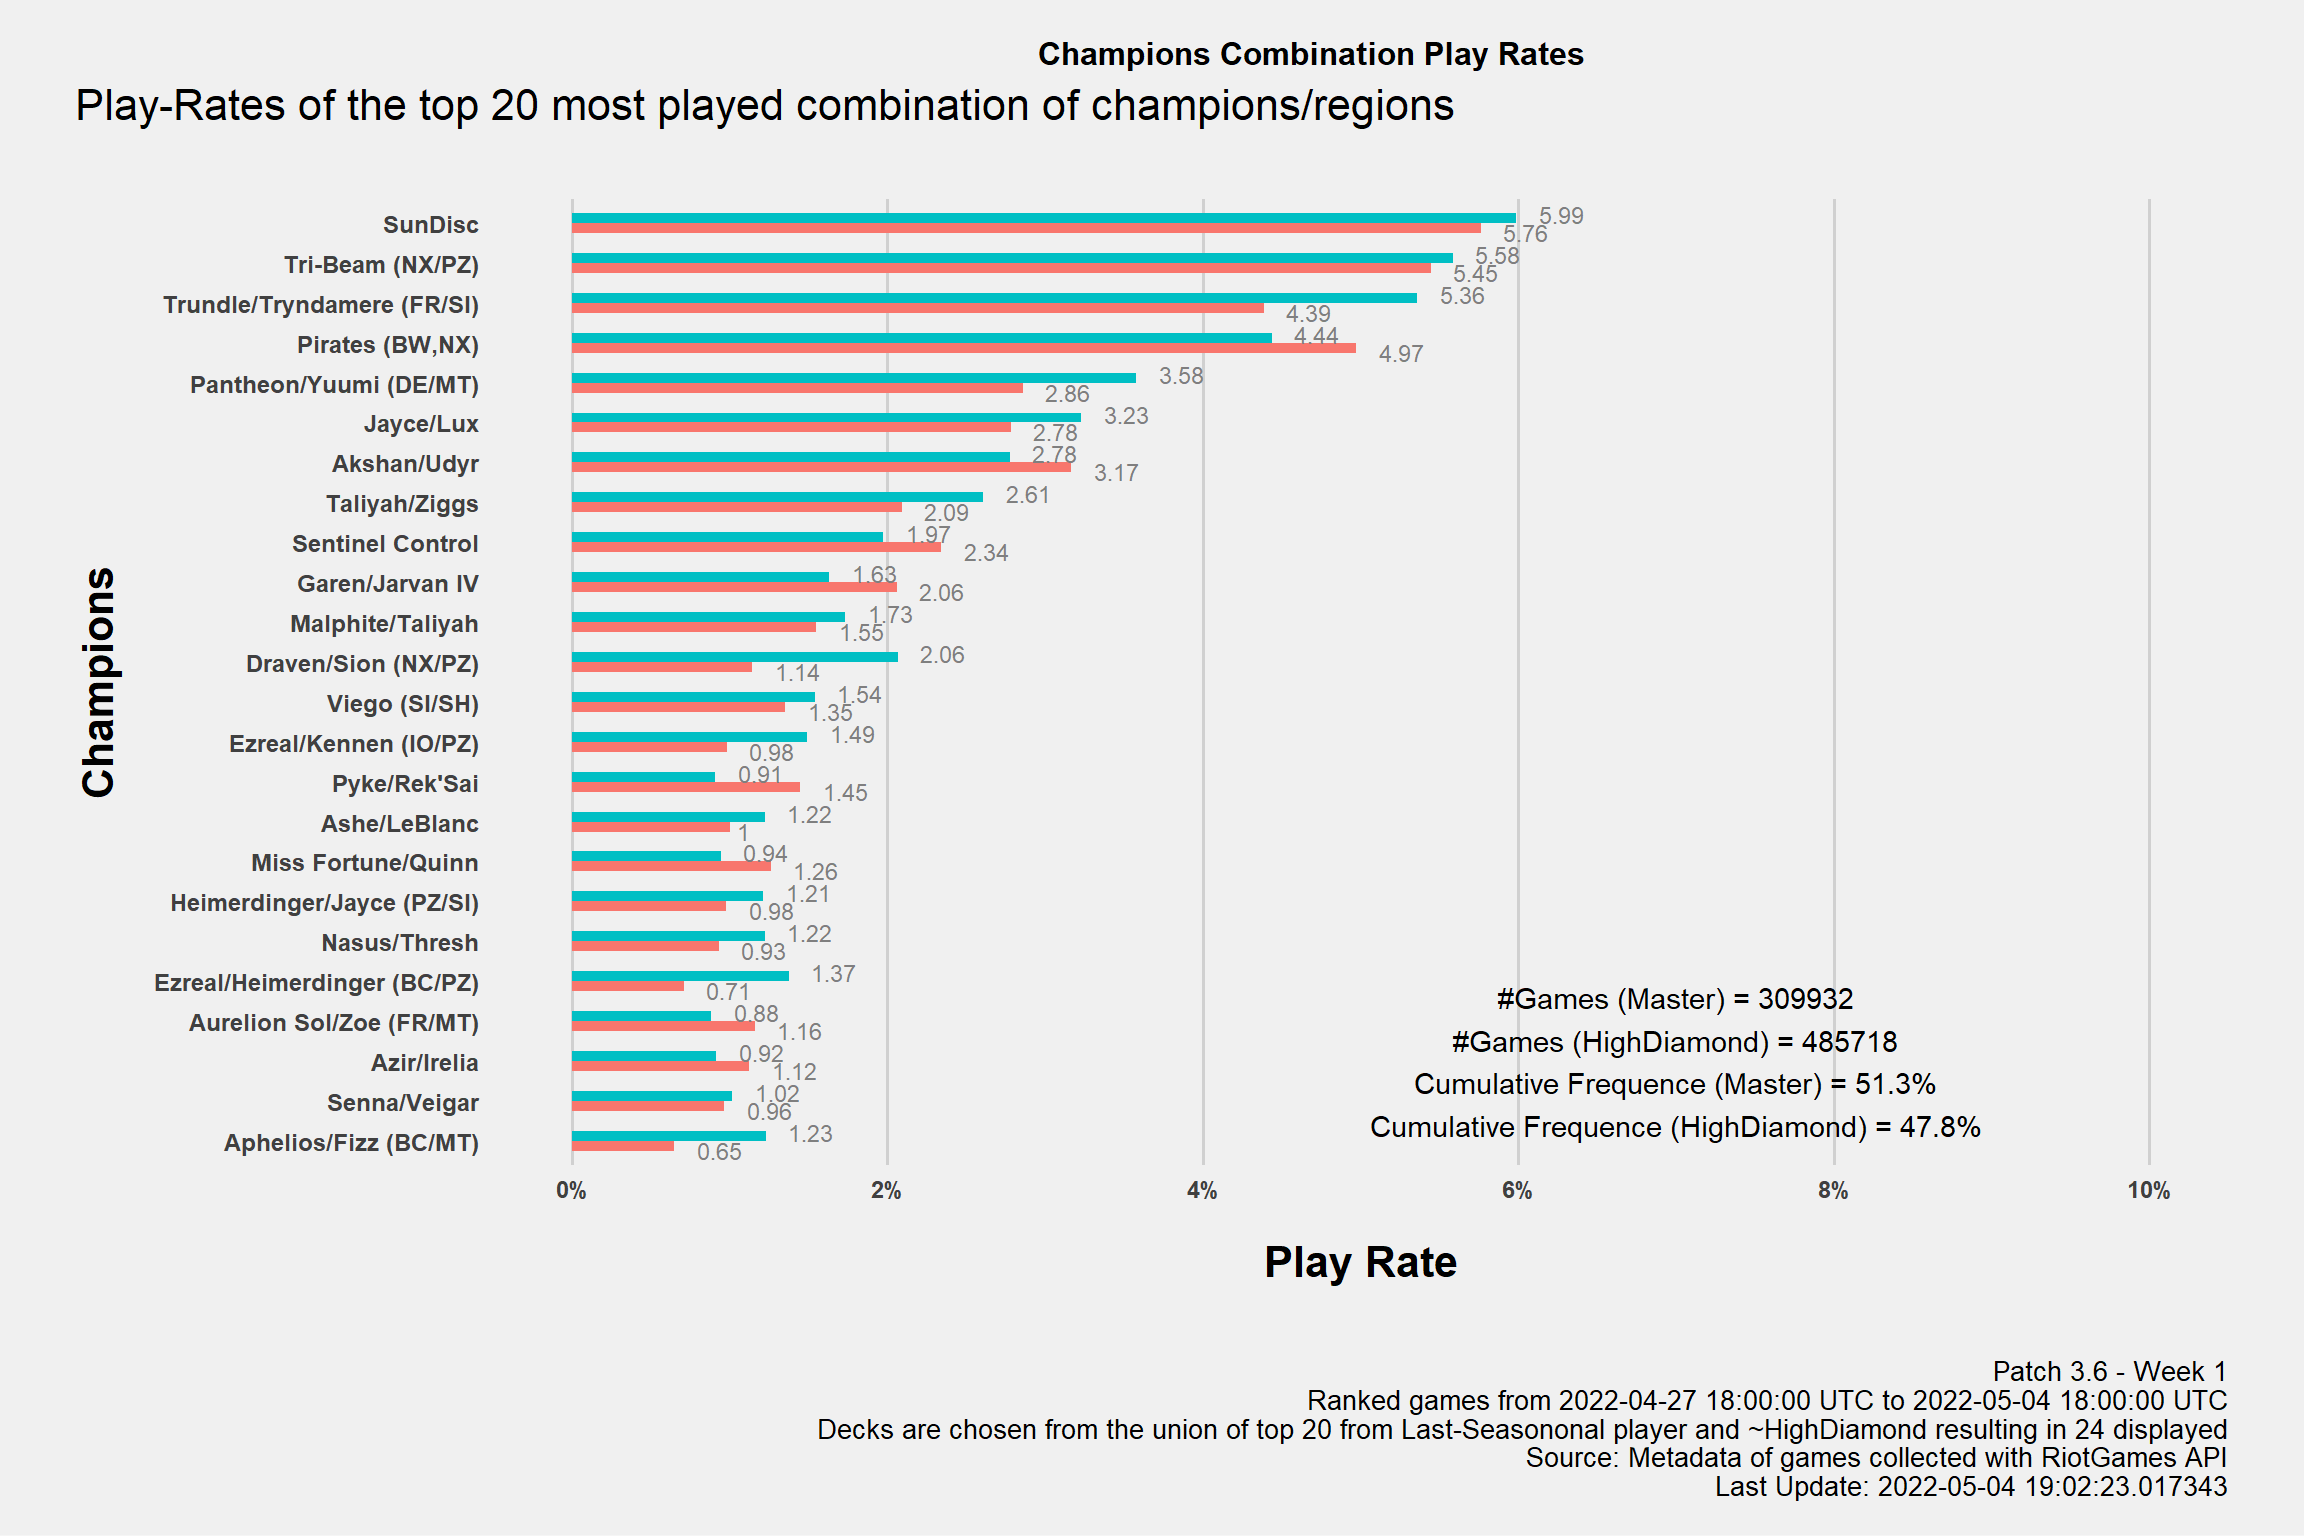 Champions Combination Play Rates
Play-Rates of the top 20 most played combination of champions/regions
Champions
SunDisc
5.99
5.76
Tri-Beam (NX/PZ)
5.58
5.45
Trundle/Tryndamere (FR/SI)
5.36
4.39
Pirates (BW,NX)
4.44
4.97
Pantheon/Yuumi (DE/MT)
3.58
2.86
Jayce/Lux
3.23
2.78
Akshan/Udyr
2.78
3.17
Taliyah/Ziggs
2.61
2.09
Sentinel Control
1.97
2.34
Garen/Jarvan IV
1.63
2.06
Malphite/Taliyah
1.73
1.55
Draven/Sion (NX/PZ)
2.06
1.14
Viego (SI/SH)
1.54
1.35
Ezreal/Kennen (IO/PZ)
1.49
0.98
Pyke/Rek'Sai
0.91
1.45
Ashe/LeBlanc
1.22
1
Miss Fortune/Quinn
0.94
1.26
Heimerdinger/Jayce (PZ/SI)
1.21
0.98
Nasus/Thresh
1.22
0.93
Ezreal/Heimerdinger (BC/PZ)
1.37
0.71
Aurelion Sol/Zoe (FR/MT)
0.88
1.16
Azir/Irelia
0.92
1.12
Senna/Veigar
1.02
0.96
Aphelios/Fizz (BC/MT)
1.23
0.65
#Games (Master) = 309932
#Games (HighDiamond) = 485718
Cumulative Frequence (Master) = 51.3%
Cumulative Frequence (HighDiamond) = 47.8%
0% 2% 4% 6% 8% 10%
Play Rate
Patch 3.6 - Week 1
Ranked games from 2022-04-27 18:00:00 UTC to 2022-05-04 18:00:00 UTC
Decks are chosen from the union of top 20 from Last-Seasononal player and ~HighDiamond resulting in 24 displayed
Source: Metadata of games collected with RiotGames API
Last Update: 2022-05-04 19:02:23.017343